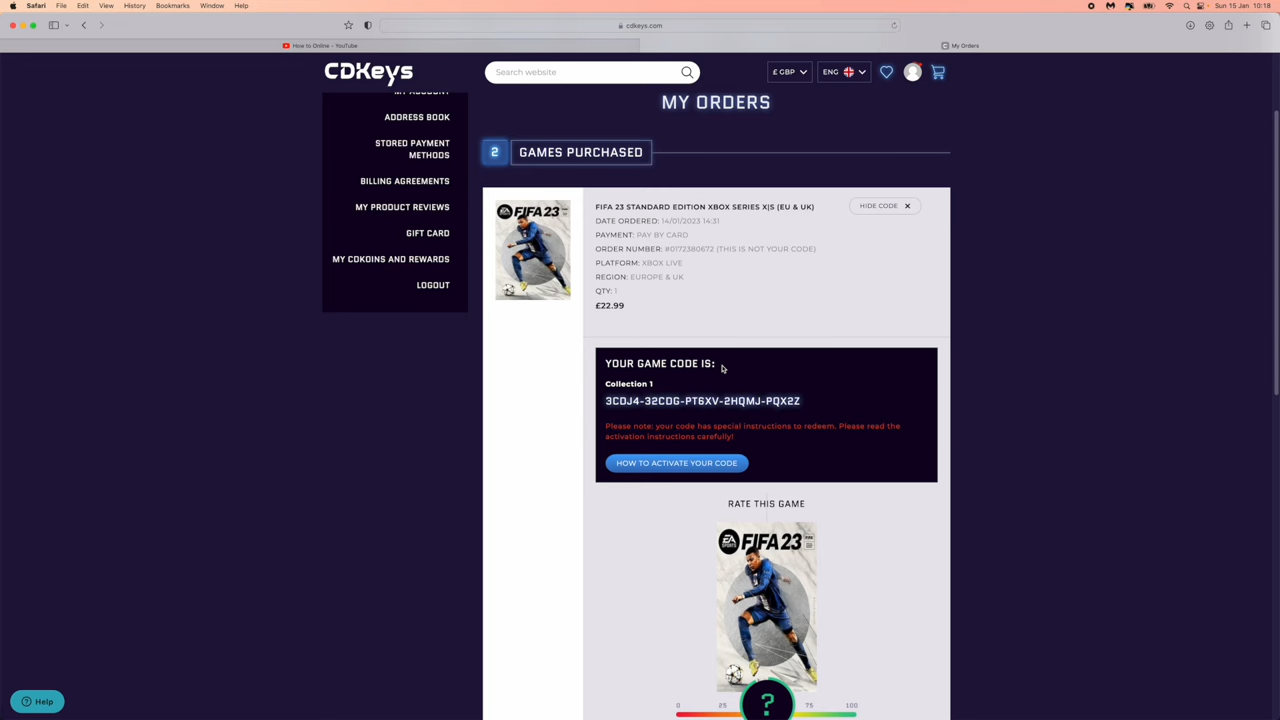 Safari File Edit View History Bookmarks Window Help Sun 15 Jan 10:18
cdkeys.com
How to Online – YouTube My Orders
CDKeys Search website £ GBP ENG
MY ORDERS
ADDRESS BOOK
STORED PAYMENT
METHODS
BILLING AGREEMENTS
MY PRODUCT REVIEWS
GIFT CARD
MY CDKOINS AND REWARDS
LOGOUT
2 GAMES PURCHASED
FIFA 23
FIFA 23 STANDARD EDITION XBOX SERIES X|S (EU & UK)
HIDE CODE
DATE ORDERED: 14/01/2023 14:31
PAYMENT: PAY BY CARD
ORDER NUMBER: #0172380672 (THIS IS NOT YOUR CODE)
PLATFORM: XBOX LIVE
REGION: EUROPE & UK
QTY: 1
£22.99
YOUR GAME CODE IS:
Collection 1
3CDJ4-32CDG-PT6XV-2HQMJ-PQX2Z
Please note: your code has special instructions to redeem. Please read the
activation instructions carefully!
HOW TO ACTIVATE YOUR CODE
RATE THIS GAME
EA SPORTS FIFA 23
0 25 ? 75 100
Help